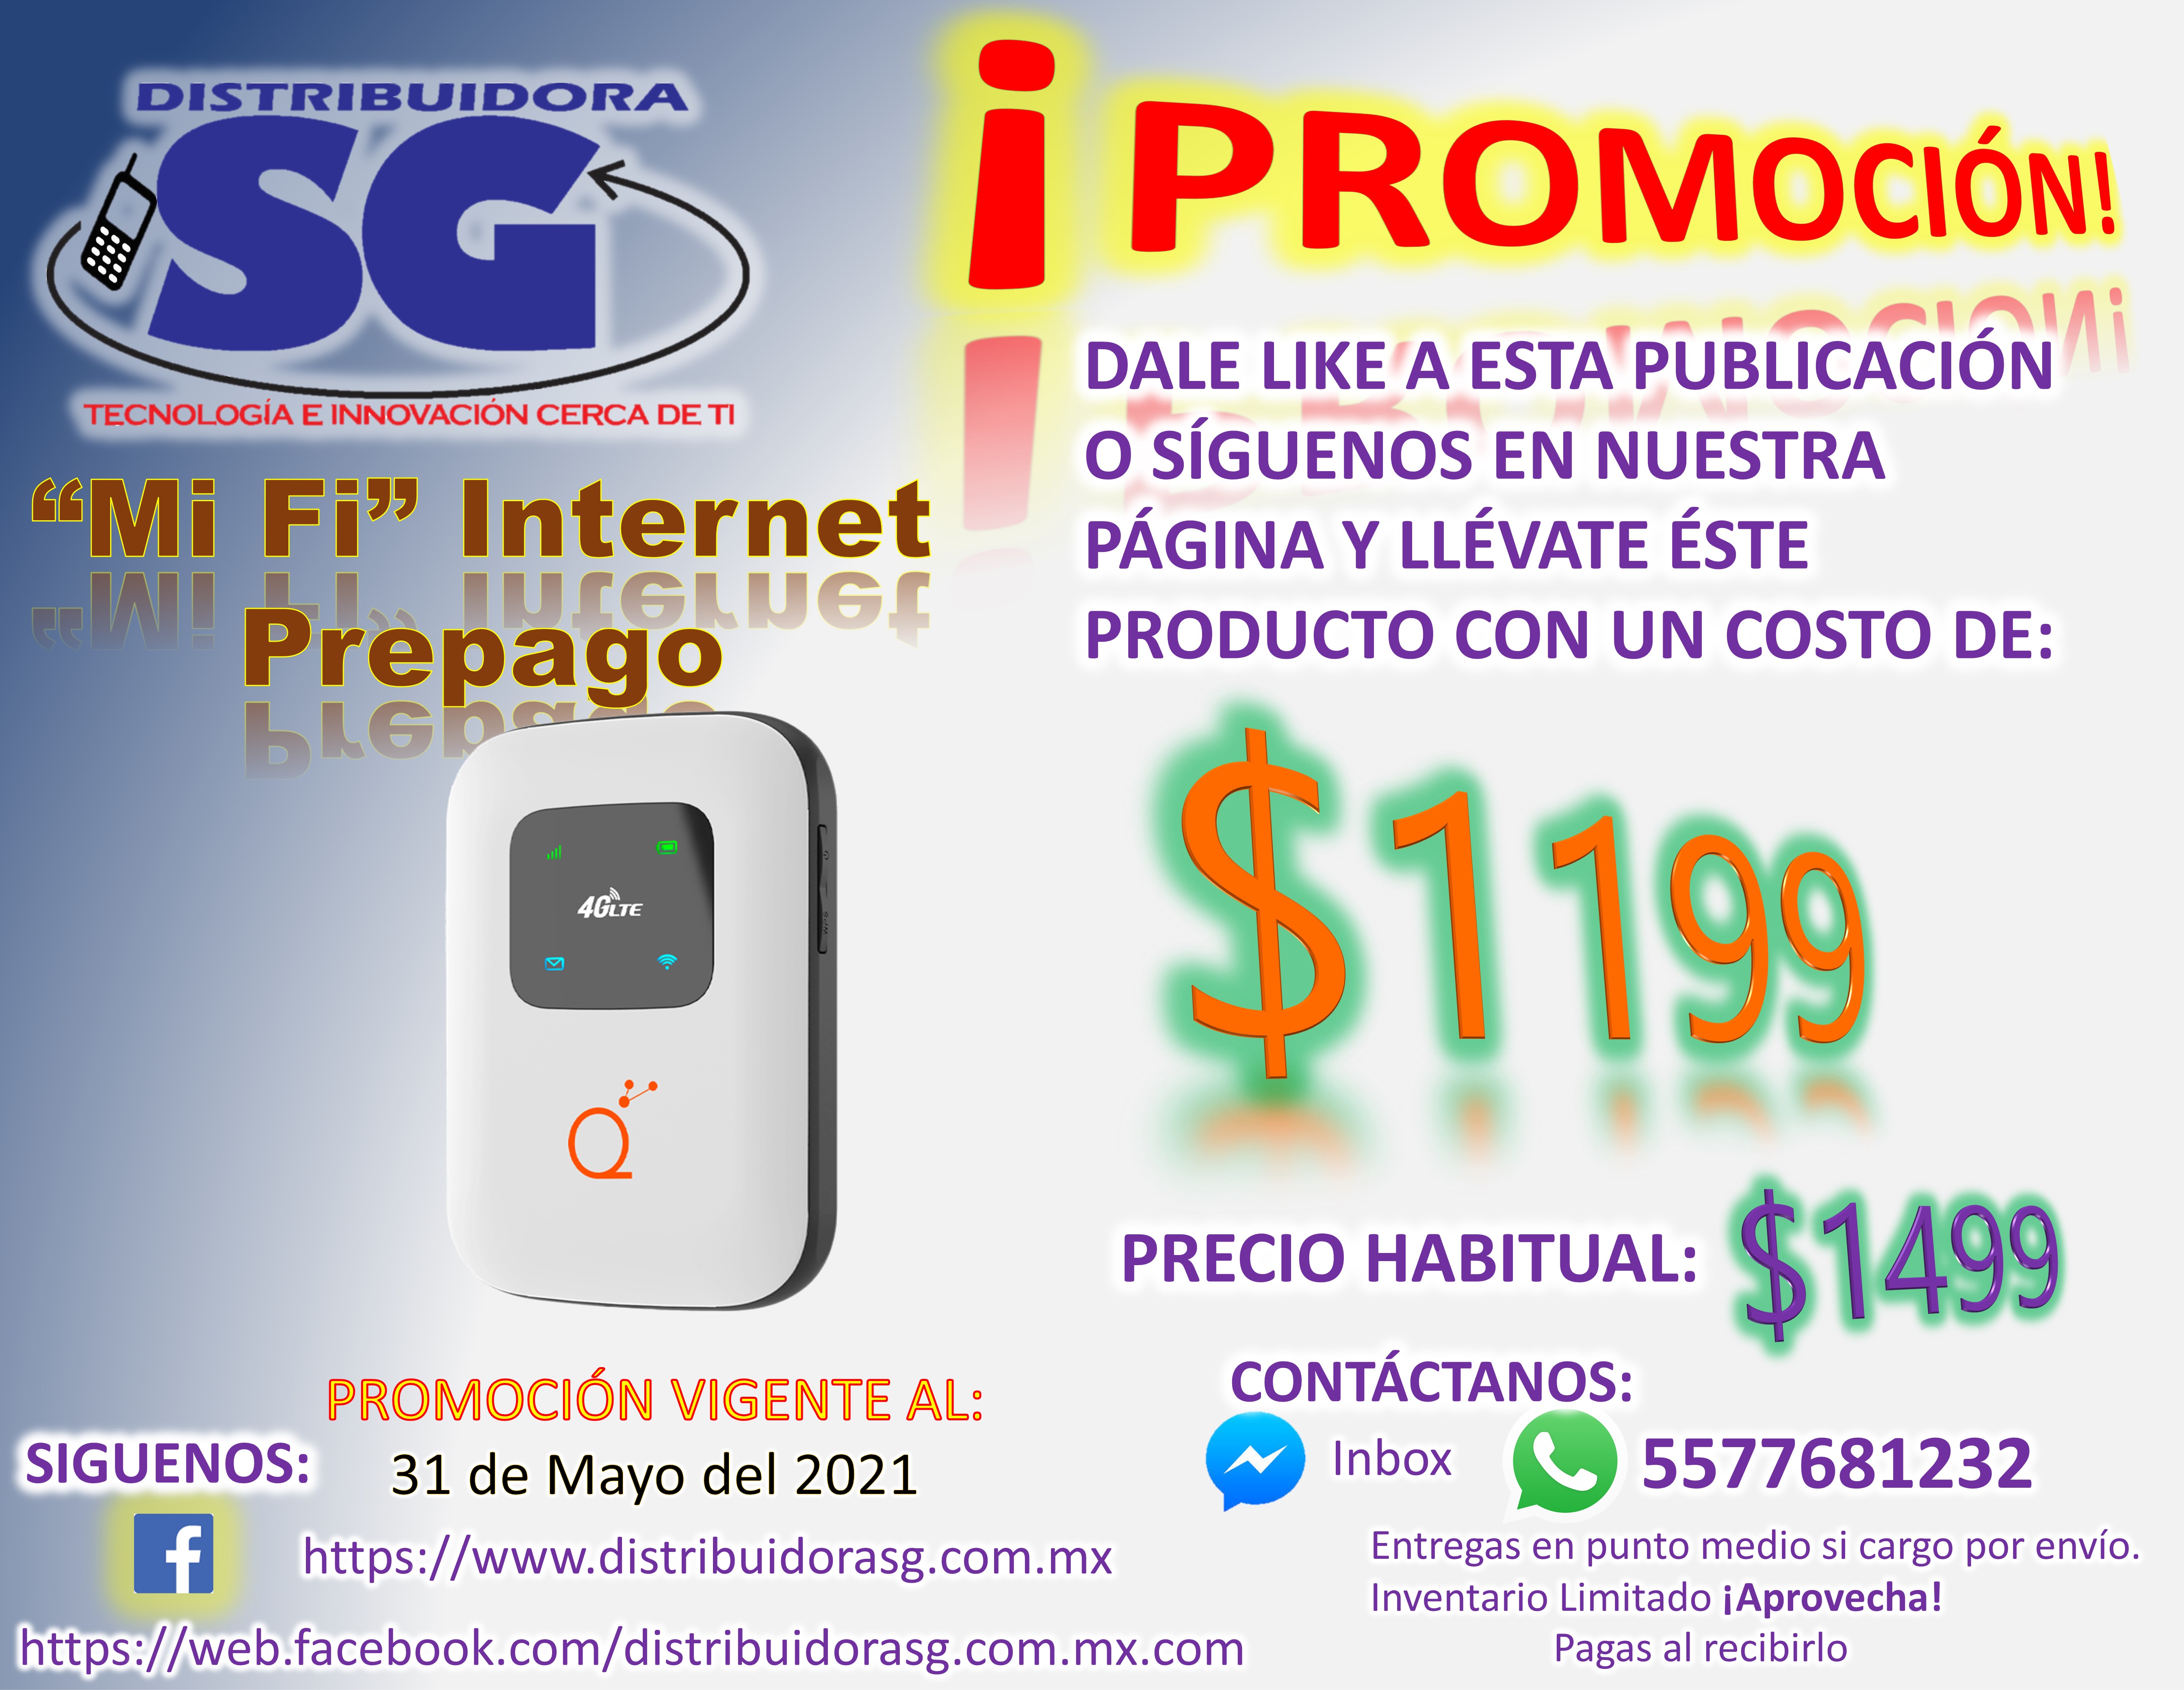 DISTRIBUIDORA
SG
TECNOLOGÍA E INNOVACIÓN CERCA DE TI
“Mi Fi” Internet
Prepago
4G LTE
WPS
Q
¡PROMOCIÓN!
DALE LIKE A ESTA PUBLICACIÓN
O SÍGUENOS EN NUESTRA
PÁGINA Y LLÉVATE ÉSTE
PRODUCTO CON UN COSTO DE:
$1199
PRECIO HABITUAL: $1499
PROMOCIÓN VIGENTE AL:
31 de Mayo del 2021
SIGUENOS:
f
https://www.distribuidorasg.com.mx
https://web.facebook.com/distribuidorasg.com.mx.com
CONTÁCTANOS:
Inbox 5577681232
Entregas en punto medio si cargo por envío.
Inventario Limitado ¡Aprovecha!
Pagas al recibirlo